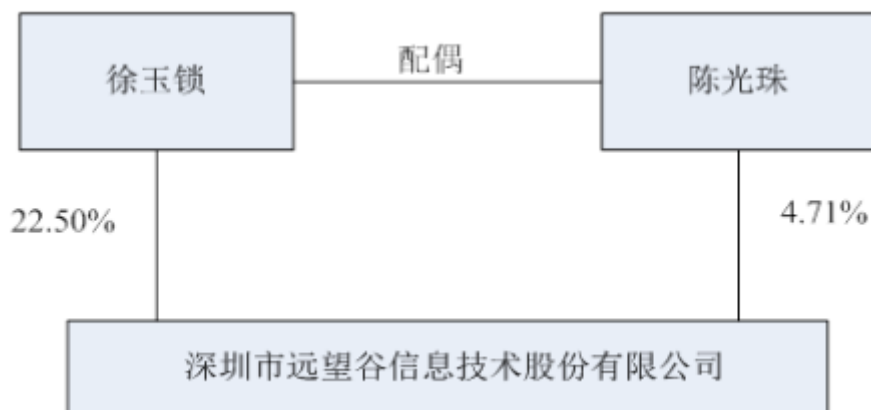 徐玉锁
配偶
陈光珠
22.50%
4.71%
深圳市远望谷信息技术股份有限公司